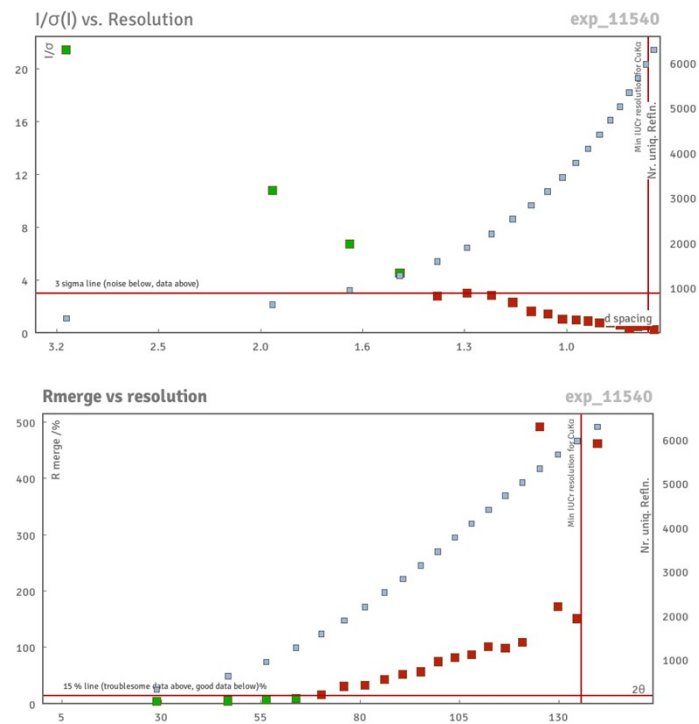 I/σ(I) vs. Resolution
exp_11540
I/σ
20
16
12
8
4
0
6000
5000
4000
3000
2000
1000
Min IUCr resolution for CuKα
Nr. uniq. Refln.
3 sigma line (noise below, data above)
d spacing
3.2
2.5
2.0
1.6
1.3
1.0
Rmerge vs resolution
exp_11540
R merge /%
500
400
300
200
100
0
6000
5000
4000
3000
2000
1000
Min IUCr resolution for CuKα
Nr. uniq. Refln.
15 % line (troublesome data above, good data below)%
2θ
5
30
55
80
105
130